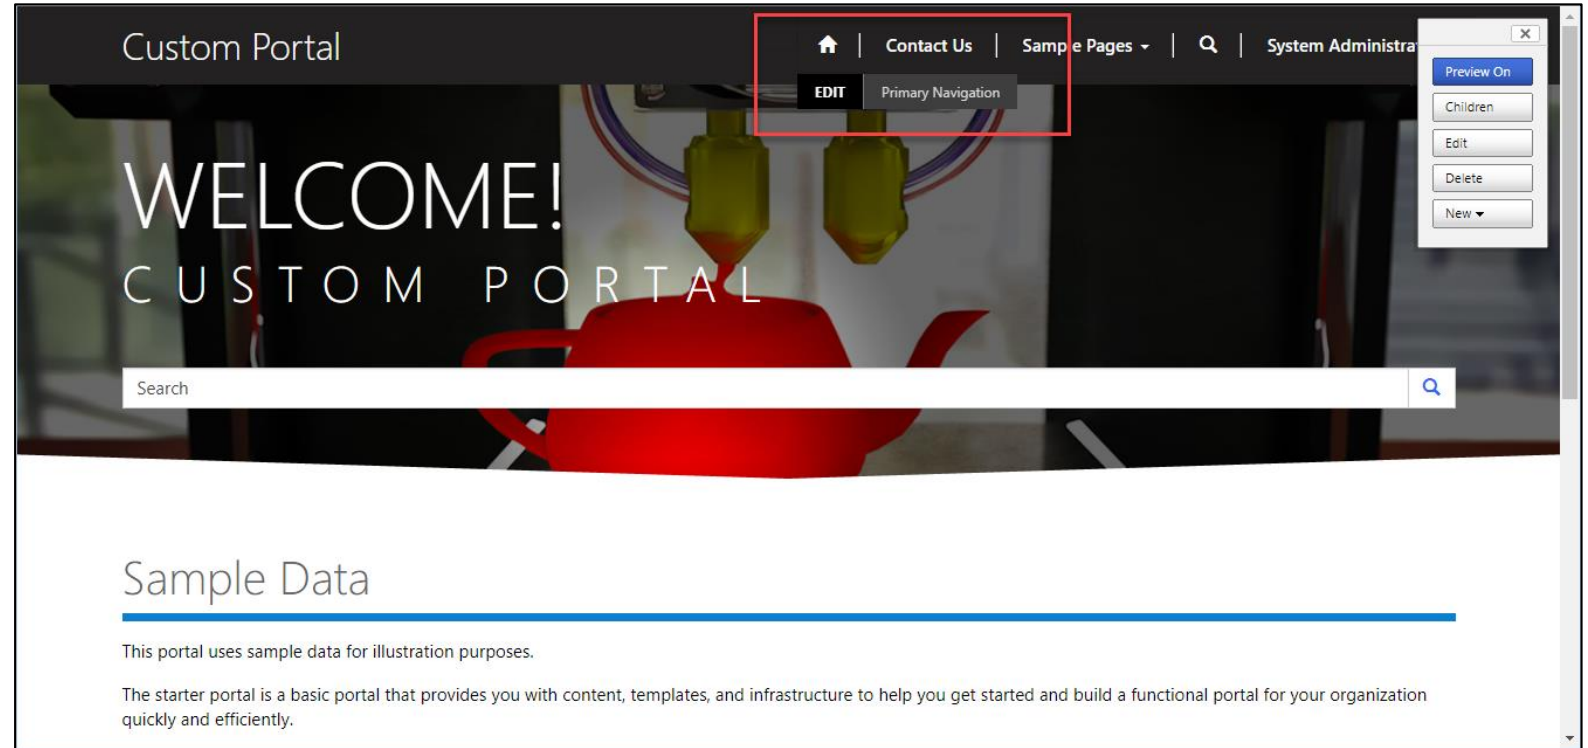 Custom Portal
Contact Us
Sample Pages
System Administra
EDIT Primary Navigation
Preview On
Children
Edit
Delete
New
WELCOME!
CUSTOM PORTAL
Search
Sample Data
This portal uses sample data for illustration purposes.
The starter portal is a basic portal that provides you with content, templates, and infrastructure to help you get started and build a functional portal for your organization
quickly and efficiently.